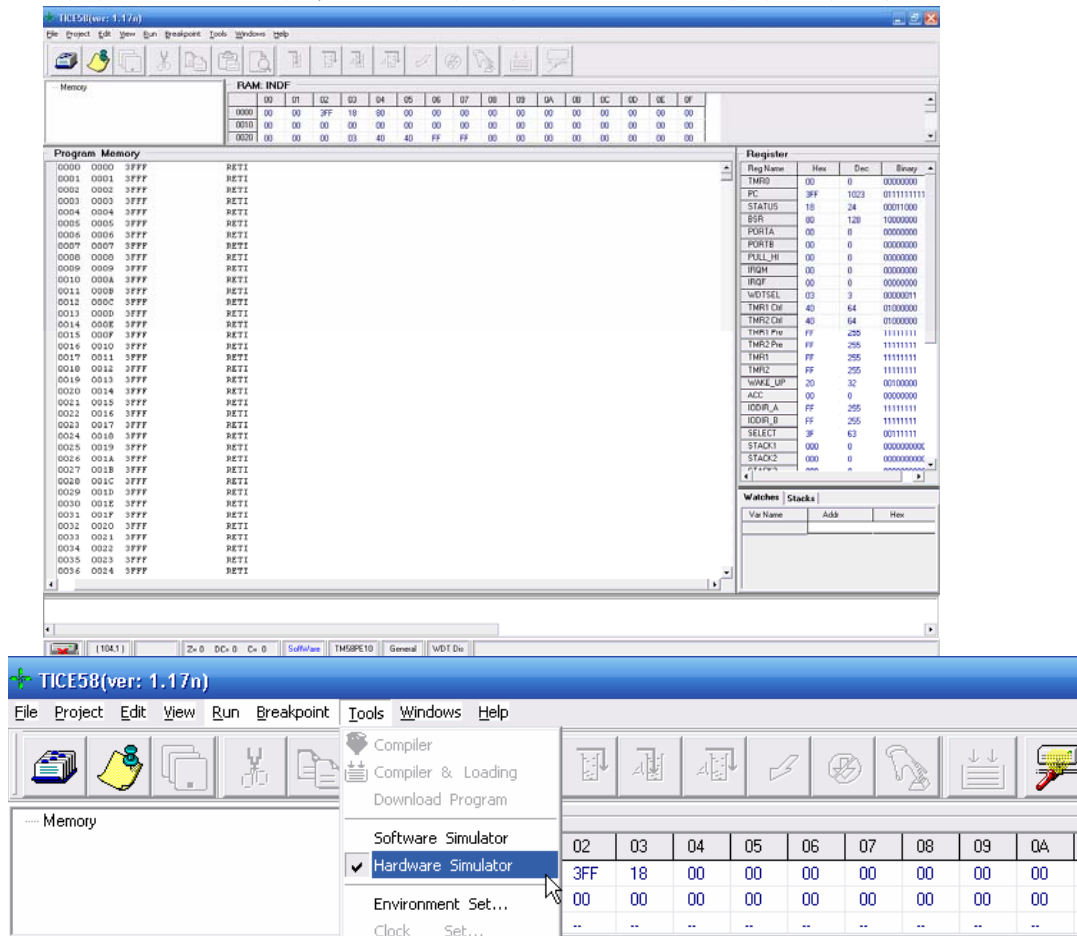 TICE58(ver: 1.17n)
File Project Edit View Run Breakpoint Tools Windows Help
Memory
RAM: INDF
00 01 02 03 04 05 06 07 08 09 0A 0B 0C 0D 0E 0F
0000 00 00 3FF 18 80 00 00 00 00 00 00 00 00 00 00 00
0010 00 00 00 00 00 00 00 00 00 00 00 00 00 00 00 00
0020 00 00 00 03 40 40 FF FF 00 00 00 00 00 00 00 00
Program Memory
0000 0000 3FFF RETI
0001 0001 3FFF RETI
0002 0002 3FFF RETI
0003 0003 3FFF RETI
0004 0004 3FFF RETI
0005 0005 3FFF RETI
0006 0006 3FFF RETI
0007 0007 3FFF RETI
0008 0008 3FFF RETI
0009 0009 3FFF RETI
0010 000A 3FFF RETI
0011 000B 3FFF RETI
0012 000C 3FFF RETI
0013 000D 3FFF RETI
0014 000E 3FFF RETI
0015 000F 3FFF RETI
0016 0010 3FFF RETI
0017 0011 3FFF RETI
0018 0012 3FFF RETI
0019 0013 3FFF RETI
0020 0014 3FFF RETI
0021 0015 3FFF RETI
0022 0016 3FFF RETI
0023 0017 3FFF RETI
0024 0018 3FFF RETI
0025 0019 3FFF RETI
0026 001A 3FFF RETI
0027 001B 3FFF RETI
0028 001C 3FFF RETI
0029 001D 3FFF RETI
0030 001E 3FFF RETI
0031 001F 3FFF RETI
0032 0020 3FFF RETI
0033 0021 3FFF RETI
0034 0022 3FFF RETI
0035 0023 3FFF RETI
0036 0024 3FFF RETI
Register
Reg Name Hex Dec Binary
TMR0 00 0 00000000
PC 3FF 1023 0111111111
STATUS 18 24 00011000
BSR 80 128 10000000
PORTA 00 0 00000000
PORTB 00 0 00000000
PULL_HI 00 0 00000000
IRQM 00 0 00000000
IRQF 00 0 00000000
WDTSEL 03 3 00000011
TMR1 Ctrl 40 64 01000000
TMR2 Ctrl 40 64 01000000
TMR1 Pre FF 255 11111111
TMR2 Pre FF 255 11111111
TMR1 FF 255 11111111
TMR2 FF 255 11111111
WAKE_UP 20 32 00100000
ACC 00 0 00000000
IODIR_A FF 255 11111111
IODIR_B FF 255 11111111
SELECT 3F 63 00111111
STACK1 000 0 000000000
STACK2 000 0 000000000
Watches Stacks
Var Name Addr Hex
(104,1) Z= 0 DC= 0 C= 0 Software TM58PE10 General WDT Dis
TICE58(ver: 1.17n)
File Project Edit View Run Breakpoint Tools Windows Help
Compiler
Compiler & Loading
Download Program
Software Simulator
Hardware Simulator
Environment Set...
Clock Set...
Memory
02 03 04 05 06 07 08 09 0A
3FF 18 00 00 00 00 00 00 00
00 00 00 00 00 00 00 00 00
-- -- -- -- -- -- -- -- --